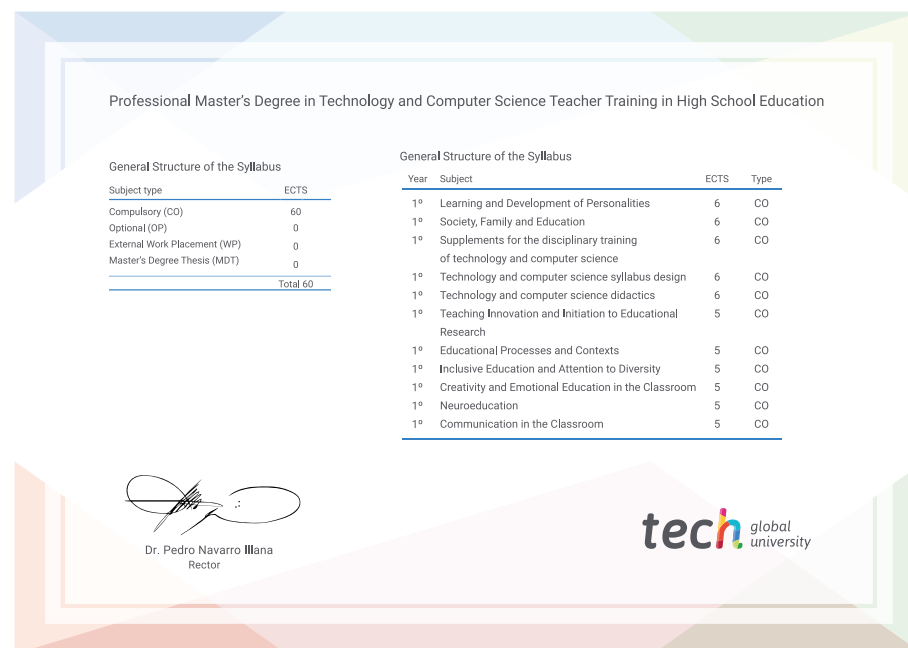 Professional Master's Degree in Technology and Computer Science Teacher Training in High School Education
General Structure of the Syllabus
Subject type ECTS
Compulsory (CO) 60
Optional (OP) 0
External Work Placement (WP) 0
Master's Degree Thesis (MDT) 0
Total 60
General Structure of the Syllabus
Year Subject ECTS Type
1º Learning and Development of Personalities 6 CO
1º Society, Family and Education 6 CO
1º Supplements for the disciplinary training 6 CO
of technology and computer science
1º Technology and computer science syllabus design 6 CO
1º Technology and computer science didactics 6 CO
1º Teaching Innovation and Initiation to Educational 5 CO
Research
1º Educational Processes and Contexts 5 CO
1º Inclusive Education and Attention to Diversity 5 CO
1º Creativity and Emotional Education in the Classroom 5 CO
1º Neuroeducation 5 CO
1º Communication in the Classroom 5 CO
Dr. Pedro Navarro Illana
Rector
tech global
university